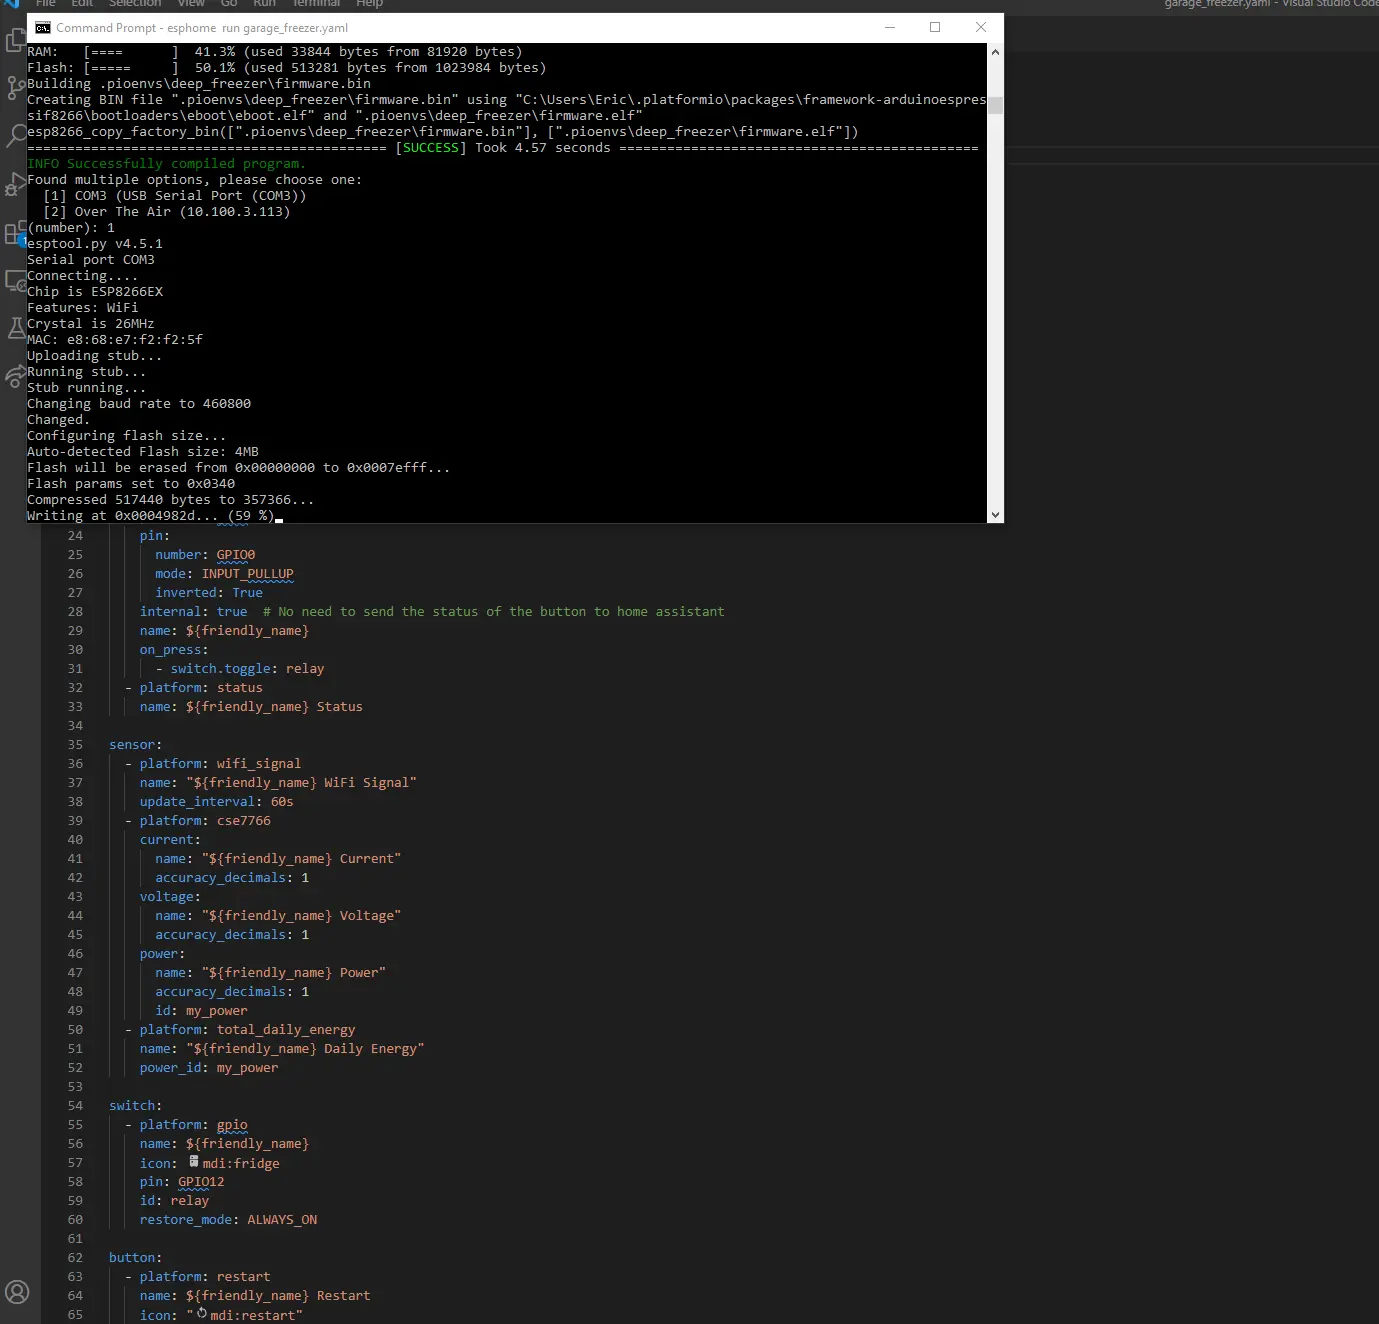 File Edit Selection View Go Run Terminal Help
garage_freezer.yaml - Visual Studio Code
Command Prompt - esphome run garage_freezer.yaml
RAM:   [====      ]  41.3% (used 33844 bytes from 81920 bytes)
Flash: [=====     ]  50.1% (used 513281 bytes from 1023984 bytes)
Building .pioenvs\deep_freezer\firmware.bin
Creating BIN file ".pioenvs\deep_freezer\firmware.bin" using "C:\Users\Eric\.platformio\packages\framework-arduinoespres
sif8266\bootloaders\eboot\eboot.elf" and ".pioenvs\deep_freezer\firmware.elf"
esp8266_copy_factory_bin([".pioenvs\deep_freezer\firmware.bin"], [".pioenvs\deep_freezer\firmware.elf"])
============================================= [SUCCESS] Took 4.57 seconds =============================================
INFO Successfully compiled program.
Found multiple options, please choose one:
  [1] COM3 (USB Serial Port (COM3))
  [2] Over The Air (10.100.3.113)
(number): 1
esptool.py v4.5.1
Serial port COM3
Connecting....
Chip is ESP8266EX
Features: WiFi
Crystal is 26MHz
MAC: e8:68:e7:f2:f2:5f
Uploading stub...
Running stub...
Stub running...
Changing baud rate to 460800
Changed.
Configuring flash size...
Auto-detected Flash size: 4MB
Flash will be erased from 0x00000000 to 0x0007efff...
Flash params set to 0x0340
Compressed 517440 bytes to 357366...
Writing at 0x0004982d... (59 %)
24     pin:
25       number: GPIO0
26       mode: INPUT_PULLUP
27       inverted: True
28     internal: true  # No need to send the status of the button to home assistant
29     name: ${friendly_name}
30     on_press:
31       - switch.toggle: relay
32   - platform: status
33     name: ${friendly_name} Status
34
35 sensor:
36   - platform: wifi_signal
37     name: "${friendly_name} WiFi Signal"
38     update_interval: 60s
39   - platform: cse7766
40     current:
41       name: "${friendly_name} Current"
42       accuracy_decimals: 1
43     voltage:
44       name: "${friendly_name} Voltage"
45       accuracy_decimals: 1
46     power:
47       name: "${friendly_name} Power"
48       accuracy_decimals: 1
49       id: my_power
50   - platform: total_daily_energy
51     name: "${friendly_name} Daily Energy"
52     power_id: my_power
53
54 switch:
55   - platform: gpio
56     name: ${friendly_name}
57     icon: mdi:fridge
58     pin: GPIO12
59     id: relay
60     restore_mode: ALWAYS_ON
61
62 button:
63   - platform: restart
64     name: ${friendly_name} Restart
65     icon: "mdi:restart"